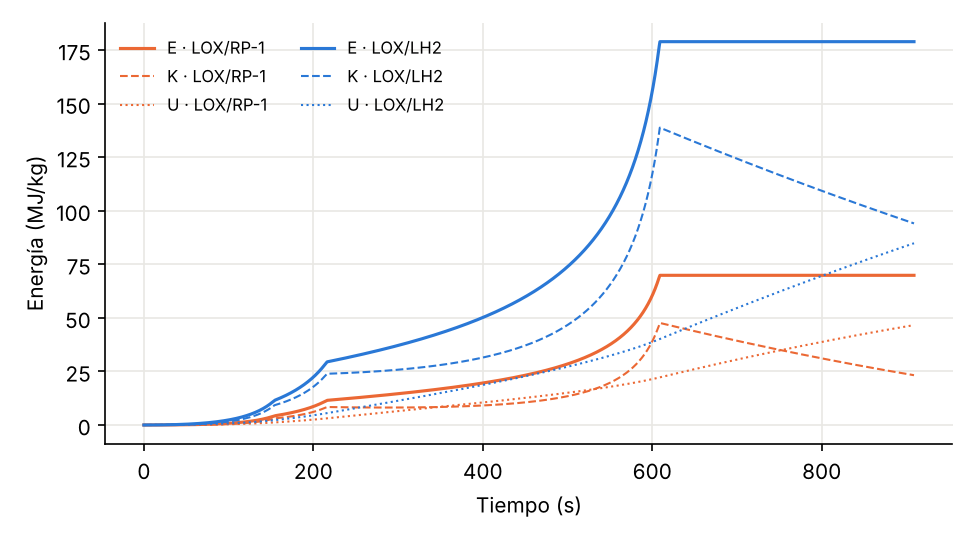 E · LOX/RP-1 E · LOX/LH2
K · LOX/RP-1 K · LOX/LH2
U · LOX/RP-1 U · LOX/LH2
Energía (MJ/kg)
175
150
125
100
75
50
25
0
0 200 400 600 800
Tiempo (s)